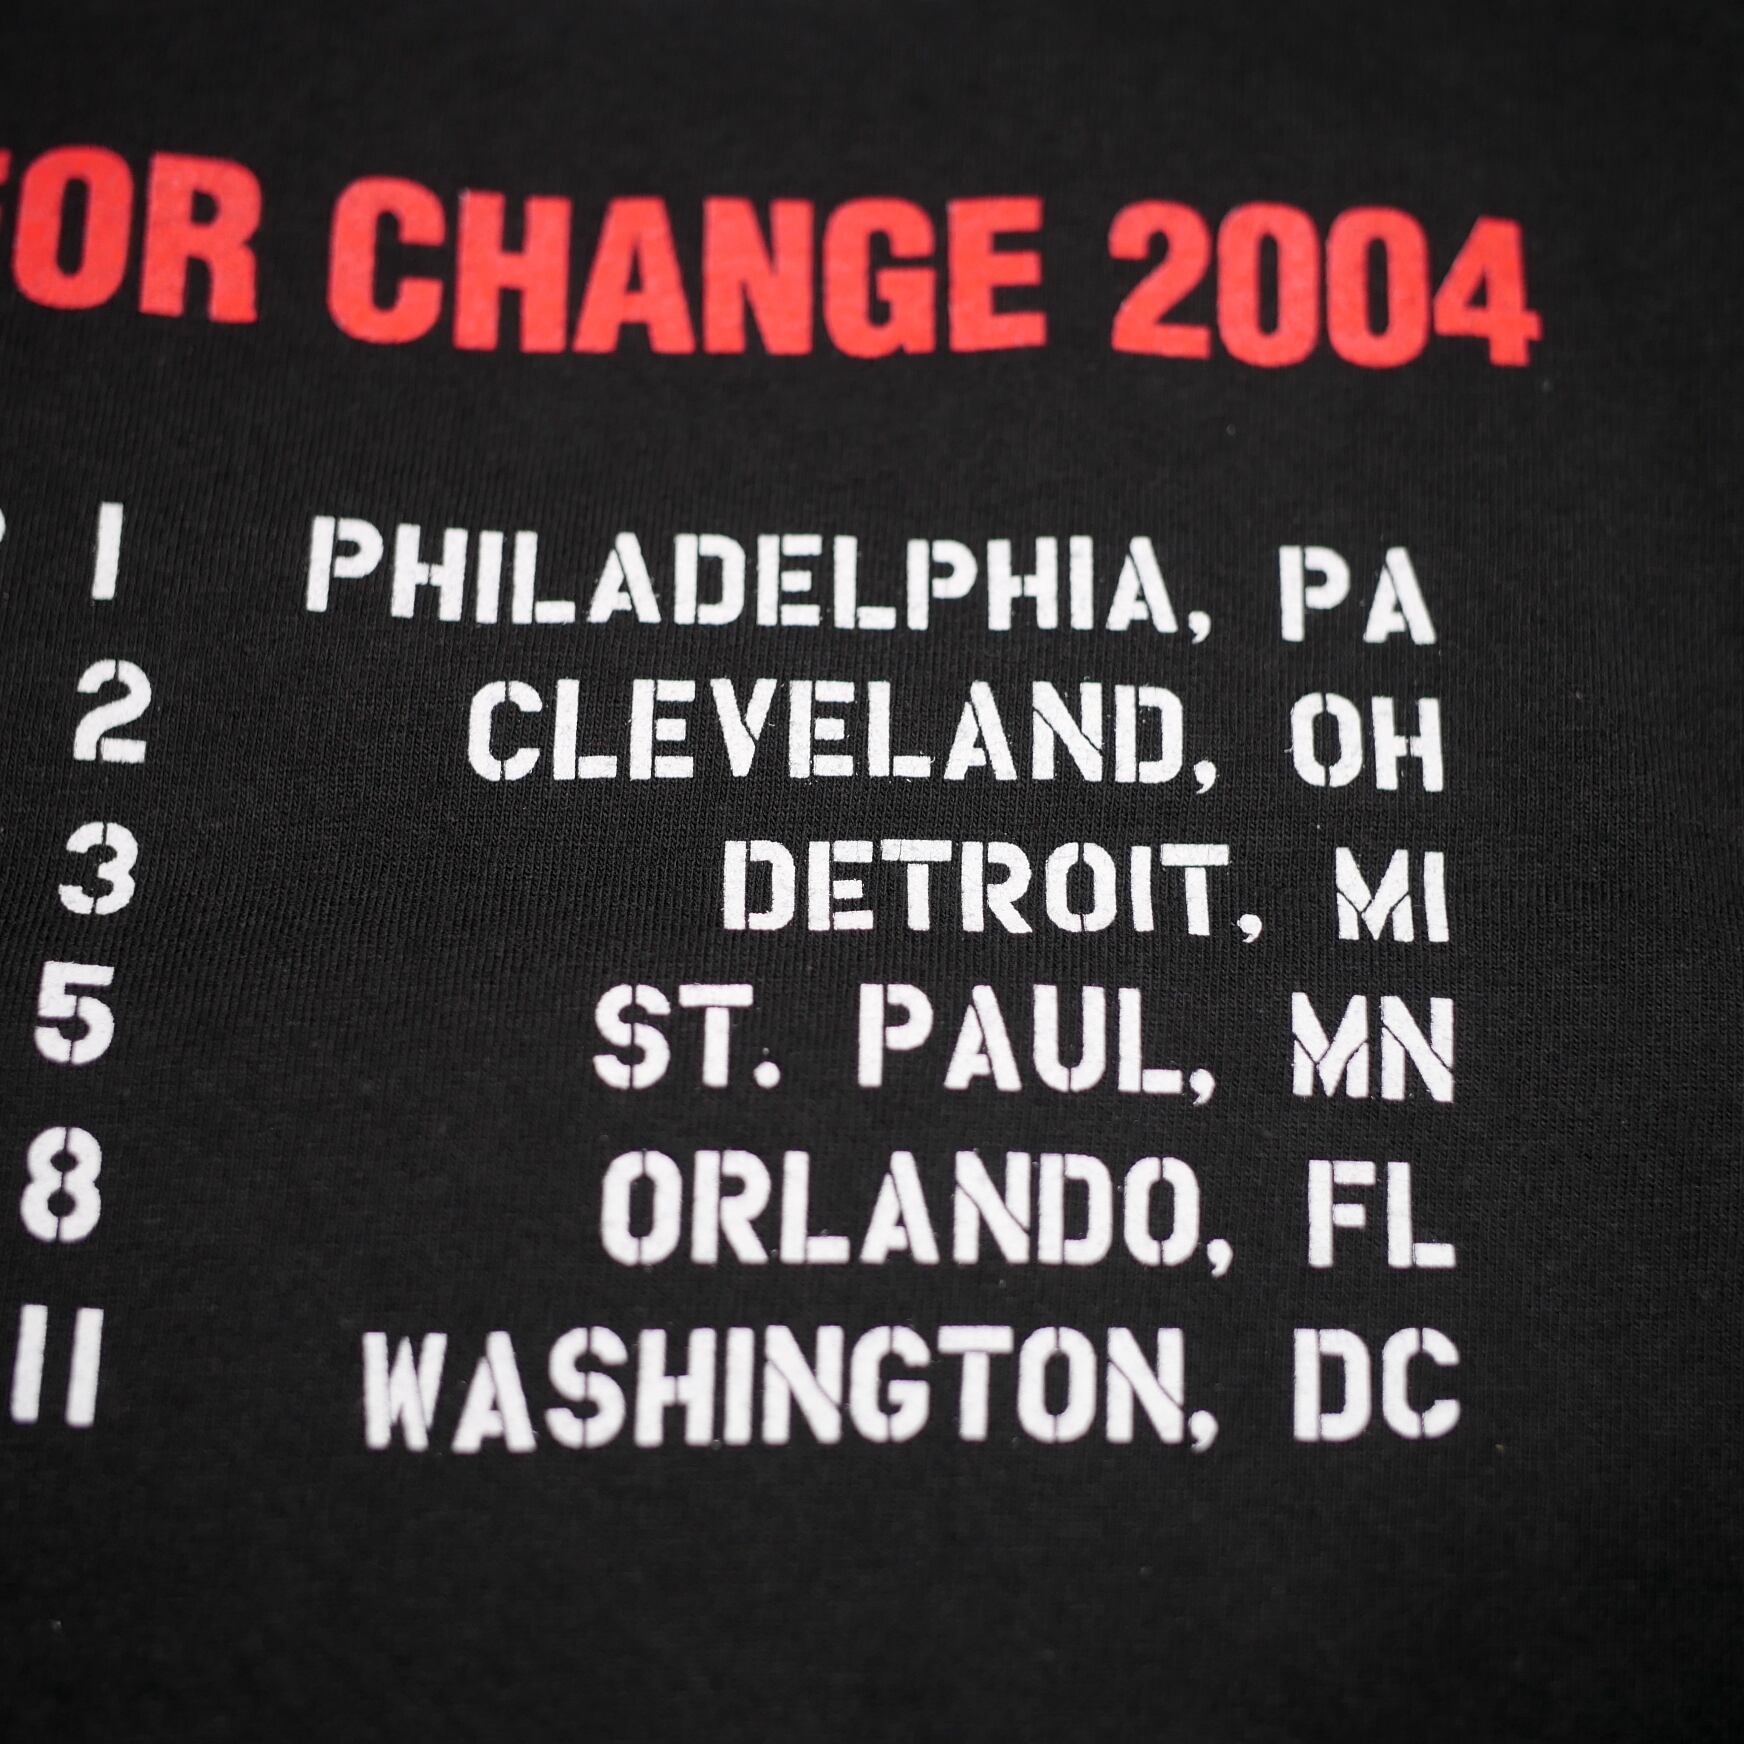 FOR CHANGE 2004
1 PHILADELPHIA, PA
2 CLEVELAND, OH
3 DETROIT, MI
5 ST. PAUL, MN
8 ORLANDO, FL
11 WASHINGTON, DC